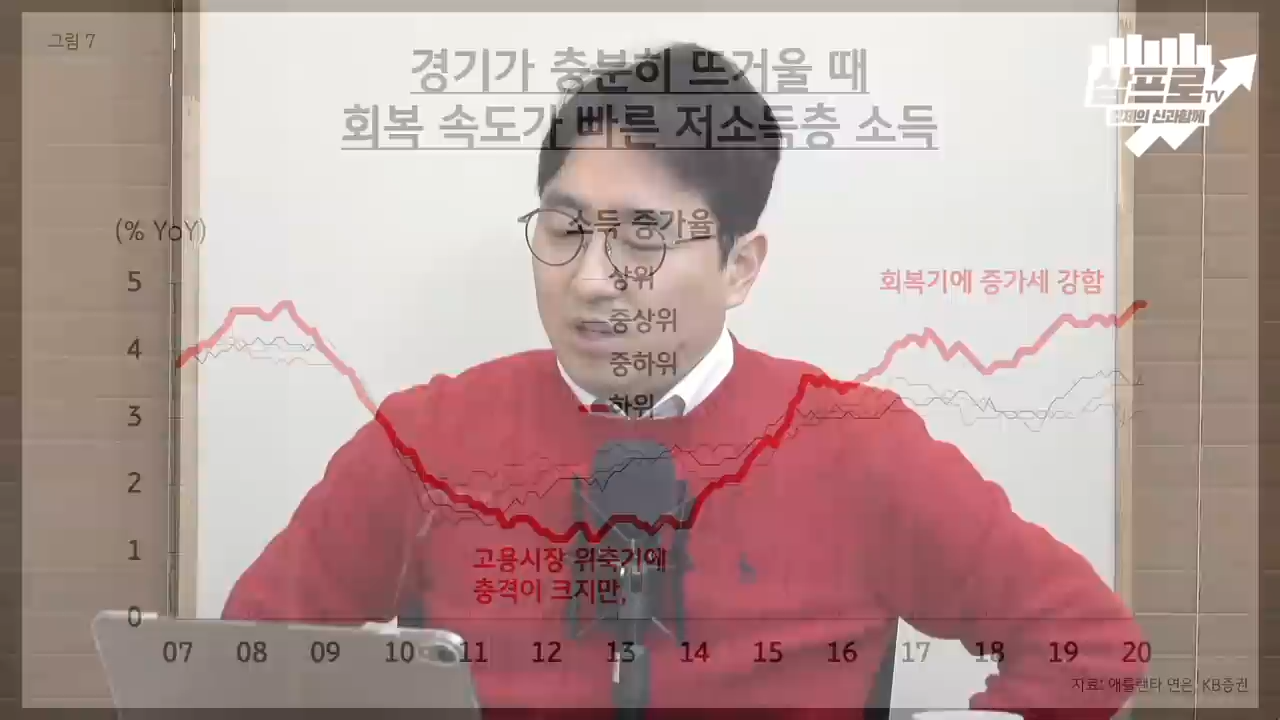 그림 7
경기가 충분히 뜨거울 때
회복 속도가 빠른 저소득층 소득
삼프로TV
경제의 신과함께
(% YoY)
소득 증가율
상위
중상위
중하위
하위
회복기에 증가세 강함
5
4
3
2
1
0
고용시장 위축기에
충격이 크지만,
07 08 09 10 11 12 13 14 15 16 17 18 19 20
자료: 애틀랜타 연은, KB증권